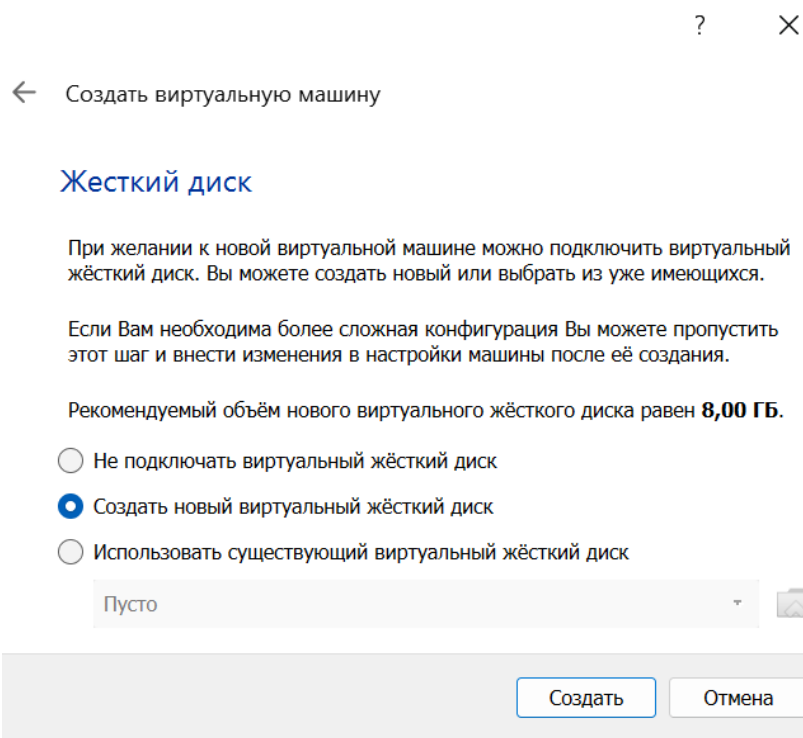 ?
Создать виртуальную машину
Жесткий диск
При желании к новой виртуальной машине можно подключить виртуальный
жёсткий диск. Вы можете создать новый или выбрать из уже имеющихся.
Если Вам необходима более сложная конфигурация Вы можете пропустить
этот шаг и внести изменения в настройки машины после её создания.
Рекомендуемый объём нового виртуального жёсткого диска равен 8,00 ГБ.
Не подключать виртуальный жёсткий диск
Создать новый виртуальный жёсткий диск
Использовать существующий виртуальный жёсткий диск
Пусто
Создать
Отмена